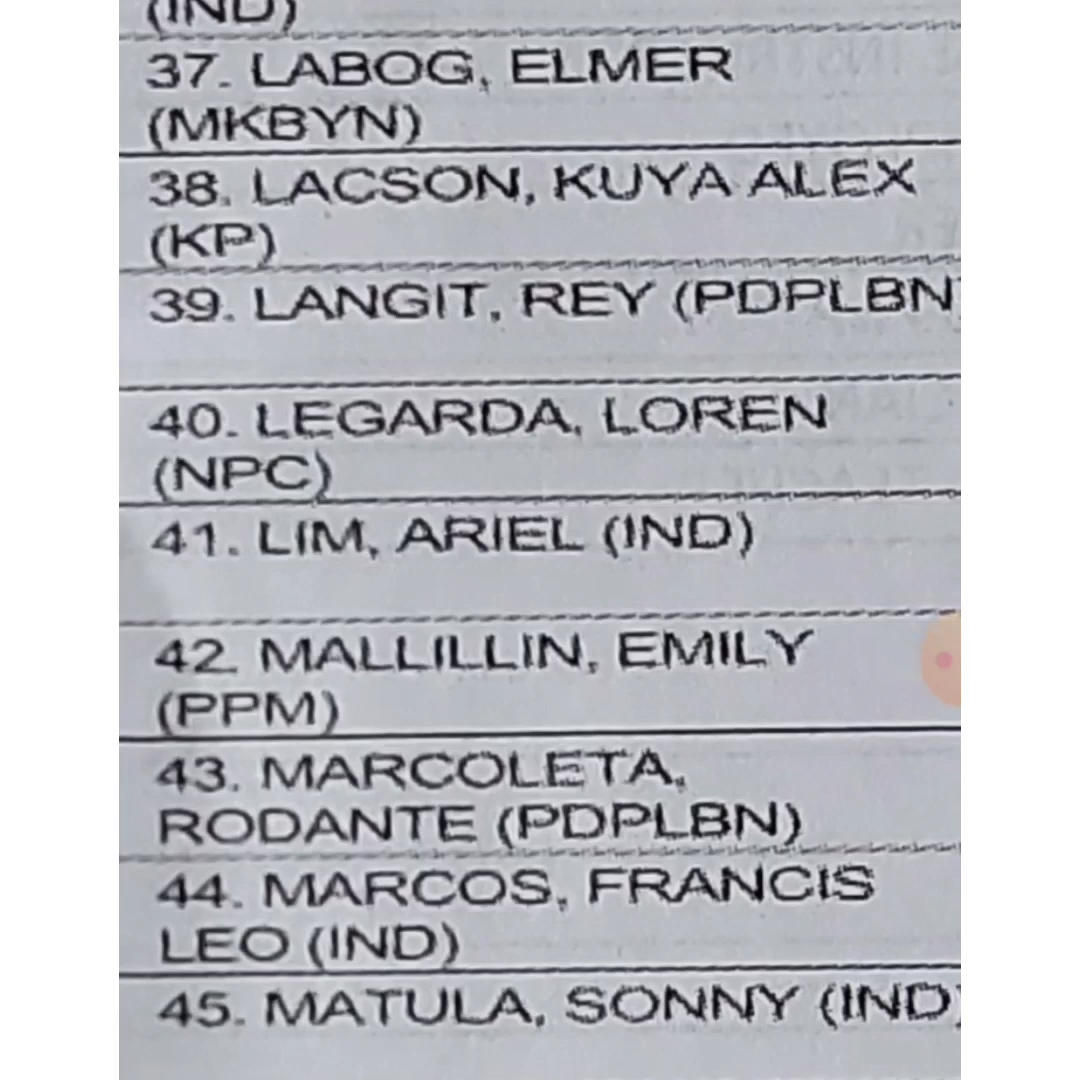 (IND)
37. LABOG, ELMER
(MKBYN)
38. LACSON, KUYA ALEX
(KP)
39. LANGIT, REY (PDPLBN)
40. LEGARDA, LOREN
(NPC)
41. LIM, ARIEL (IND)
42. MALLILLIN, EMILY
(PPM)
43. MARCOLETA,
RODANTE (PDPLBN)
44. MARCOS, FRANCIS
LEO (IND)
45. MATULA, SONNY (IND)